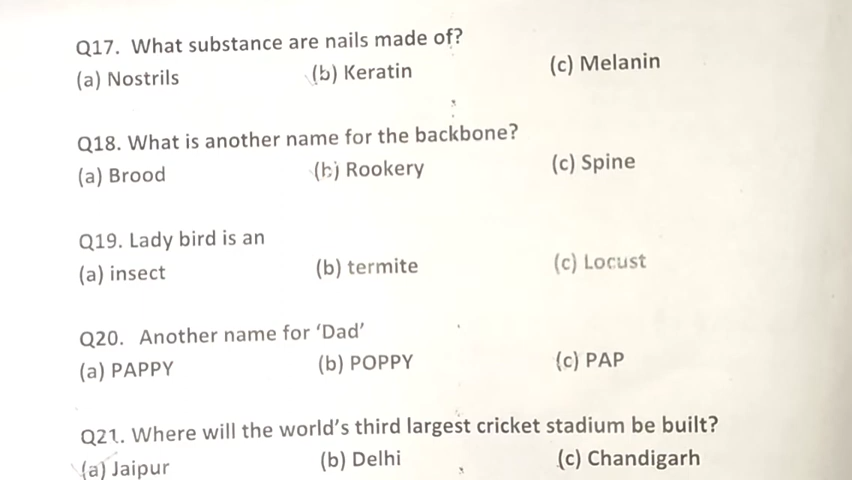 Q17. What substance are nails made of?
(a) Nostrils (b) Keratin (c) Melanin
Q18. What is another name for the backbone?
(a) Brood (b) Rookery (c) Spine
Q19. Lady bird is an
(a) insect (b) termite (c) Locust
Q20. Another name for ‘Dad’
(a) PAPPY (b) POPPY (c) PAP
Q21. Where will the world’s third largest cricket stadium be built?
(a) Jaipur (b) Delhi (c) Chandigarh